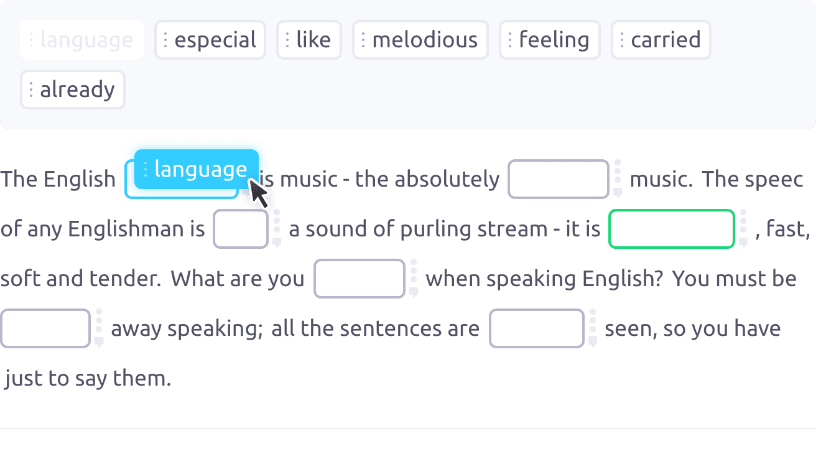 language especial like melodious feeling carried
already
The English language is music - the absolutely music. The speec
of any Englishman is a sound of purling stream - it is , fast,
soft and tender. What are you when speaking English? You must be
away speaking; all the sentences are seen, so you have
just to say them.